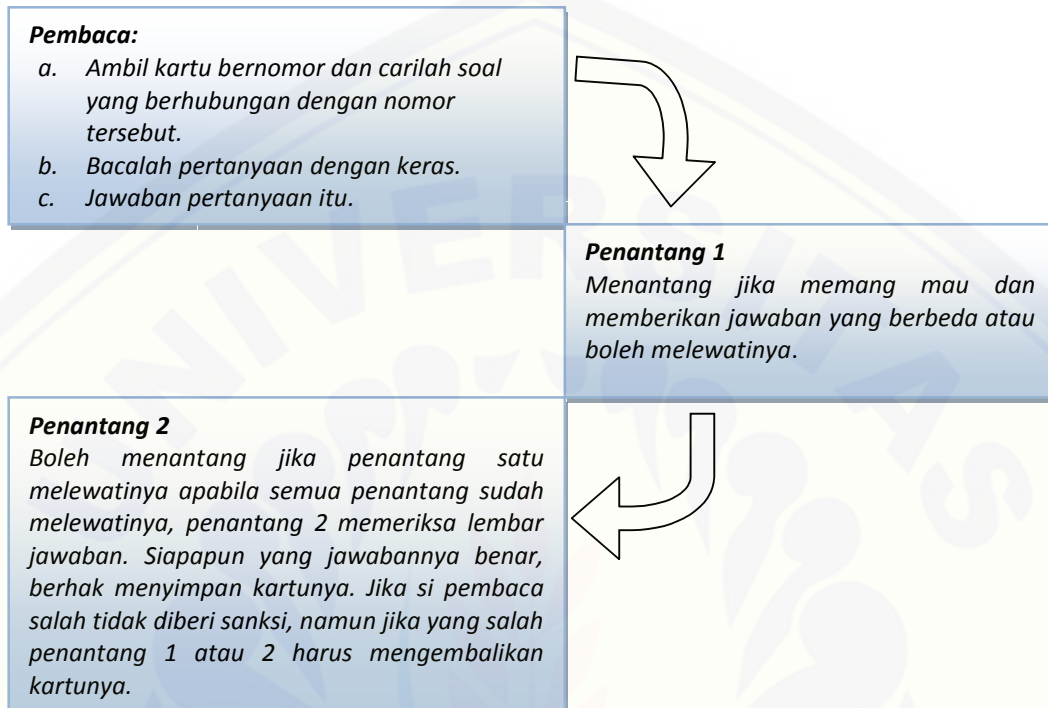 Pembaca:
a. Ambil kartu bernomor dan carilah soal
yang berhubungan dengan nomor
tersebut.
b. Bacalah pertanyaan dengan keras.
c. Jawaban pertanyaan itu.
Penantang 1
Menantang jika memang mau dan
memberikan jawaban yang berbeda atau
boleh melewatinya.
Penantang 2
Boleh menantang jika penantang satu
melewatinya apabila semua penantang sudah
melewatinya, penantang 2 memeriksa lembar
jawaban. Siapapun yang jawabannya benar,
berhak menyimpan kartunya. Jika si pembaca
salah tidak diberi sanksi, namun jika yang salah
penantang 1 atau 2 harus mengembalikan
kartunya.
UNIVERSITAS